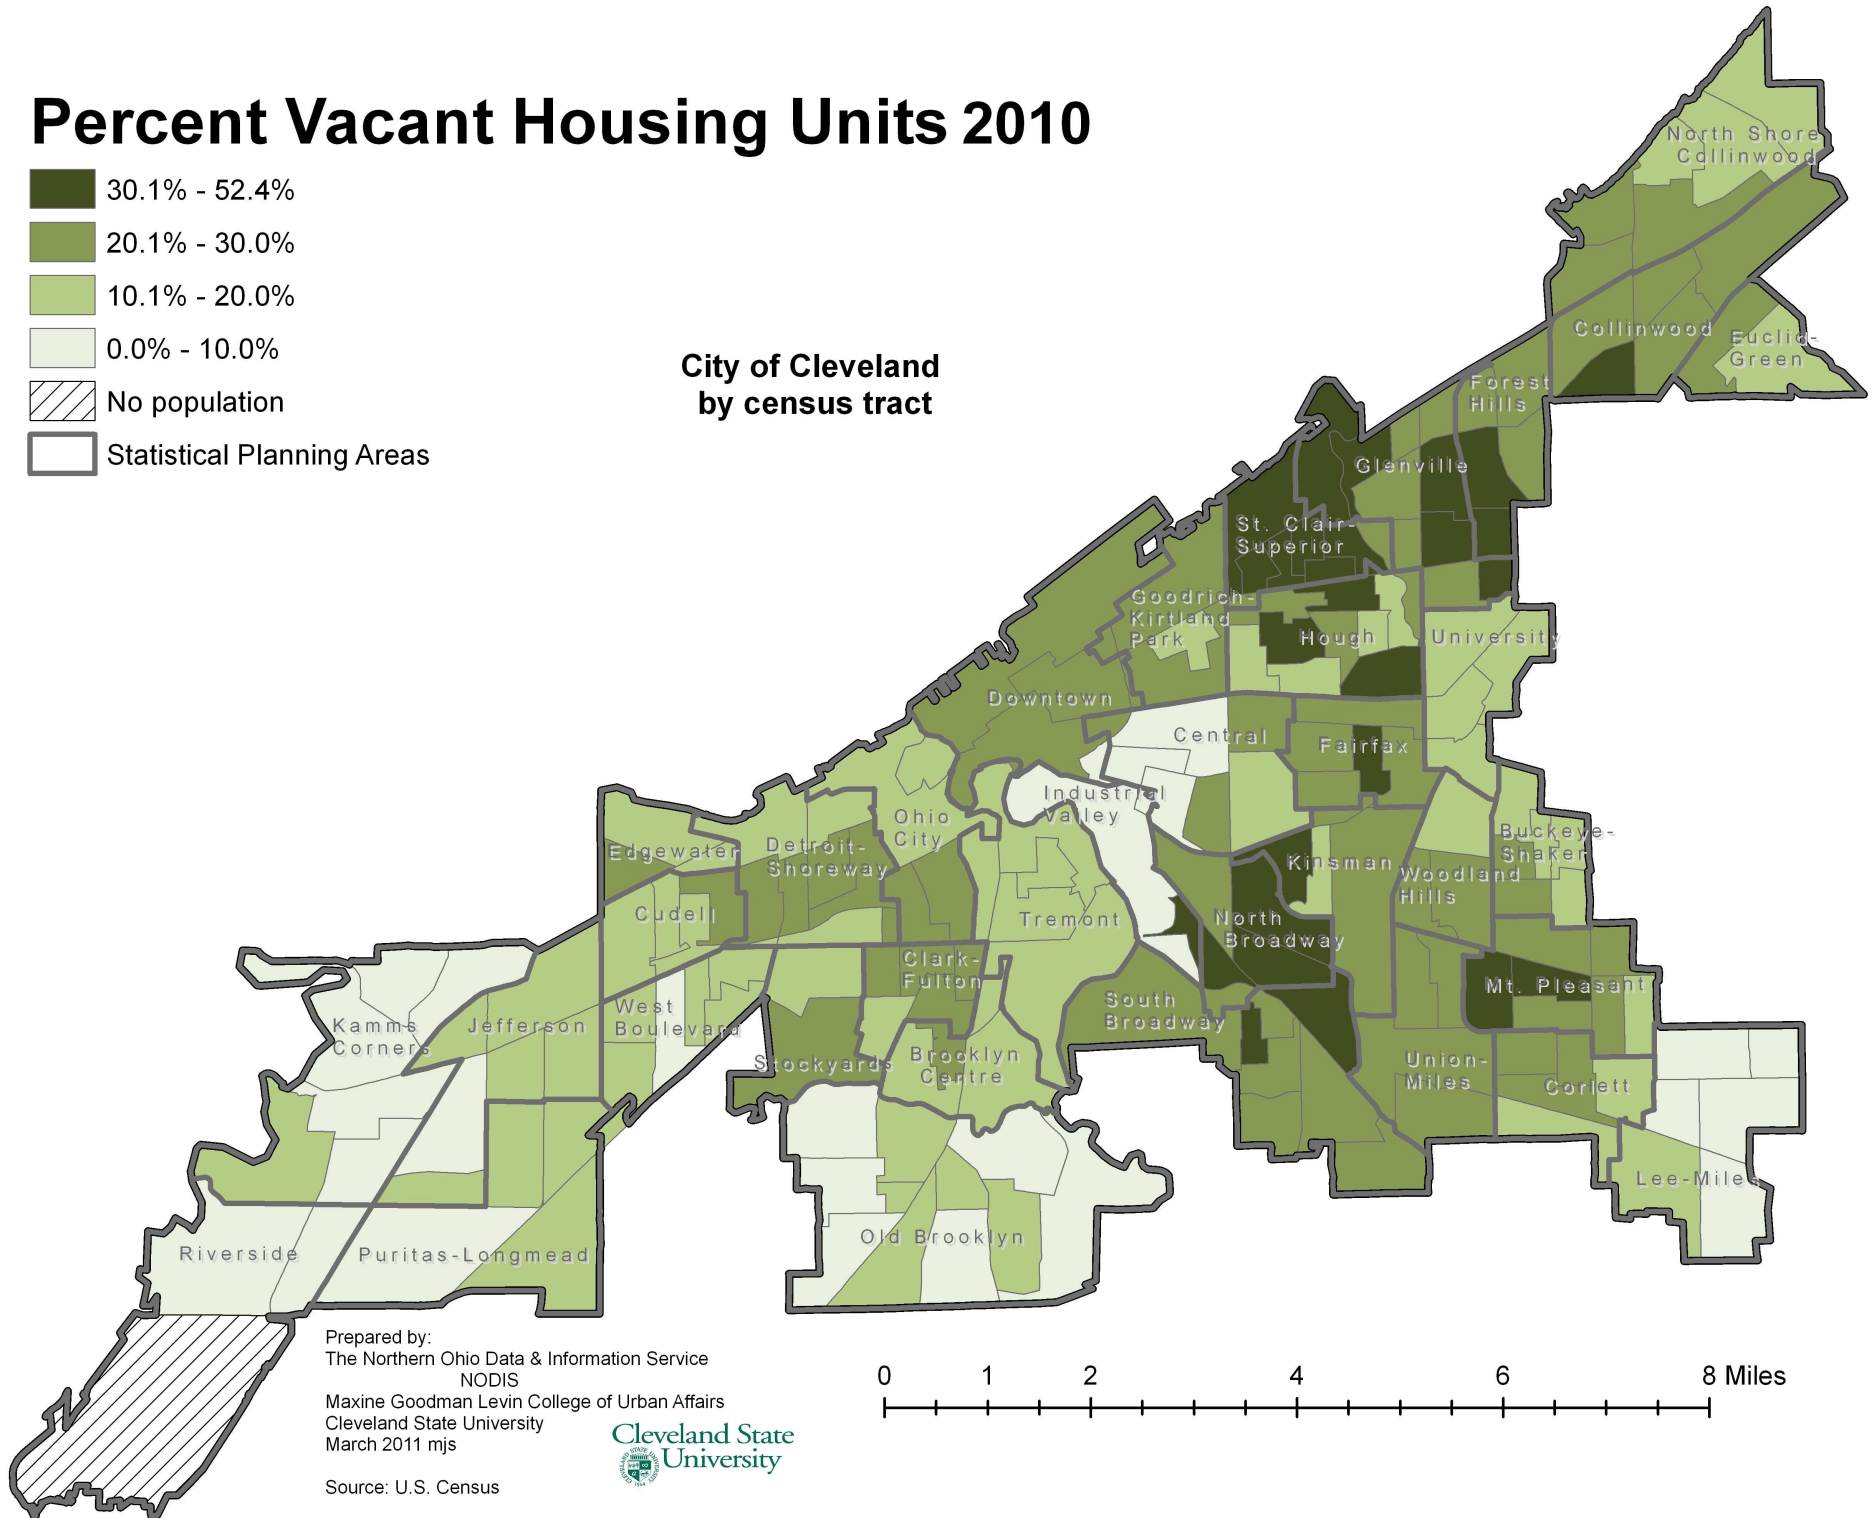 Percent Vacant Housing Units 2010
30.1% - 52.4%
20.1% - 30.0%
10.1% - 20.0%
0.0% - 10.0%
No population
Statistical Planning Areas
City of Cleveland
by census tract
North Shore
Collinwood
Collinwood
Euclid-
Green
Forest
Hills
Glenville
St. Clair-
Superior
Goodrich-
Kirtland
Park
Hough
University
Downtown
Central
Fairfax
Industrial
Valley
Ohio
City
Buckeye-
Shaker
Edgewater
Detroit-
Shoreway
Kinsman
Woodland
Hills
Cudell
Tremont
North
Broadway
Clark-
Fulton
Mt. Pleasant
West
Boulevard
South
Broadway
Kamms
Corners
Jefferson
Stockyards
Brooklyn
Centre
Union-
Miles
Corlett
Lee-Miles
Old Brooklyn
Riverside
Puritas-Longmead
Prepared by:
The Northern Ohio Data & Information Service
NODIS
Maxine Goodman Levin College of Urban Affairs
Cleveland State University
March 2011 mjs
Source: U.S. Census
Cleveland State
University
0 1 2 4 6 8 Miles